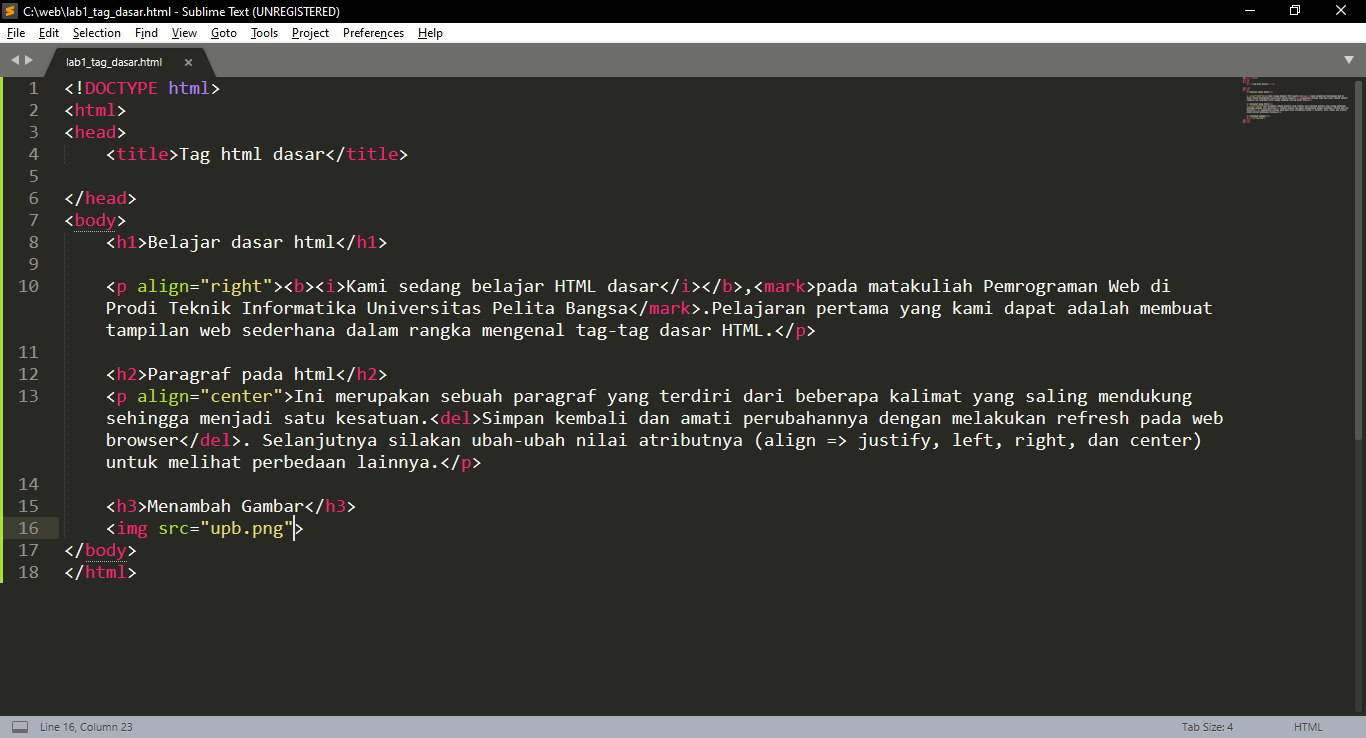 C:\web\lab1_tag_dasar.html - Sublime Text (UNREGISTERED)
File Edit Selection Find View Goto Tools Project Preferences Help
lab1_tag_dasar.html
1 <!DOCTYPE html>
2 <html>
3 <head>
4 <title>Tag html dasar</title>
5
6 </head>
7 <body>
8 <h1>Belajar dasar html</h1>
9
10 <p align="right"><b><i>Kami sedang belajar HTML dasar</i></b>,<mark>pada matakuliah Pemrograman Web di
Prodi Teknik Informatika Universitas Pelita Bangsa</mark>.Pelajaran pertama yang kami dapat adalah membuat
tampilan web sederhana dalam rangka mengenal tag-tag dasar HTML.</p>
11
12 <h2>Paragraf pada html</h2>
13 <p align="center">Ini merupakan sebuah paragraf yang terdiri dari beberapa kalimat yang saling mendukung
sehingga menjadi satu kesatuan.<del>Simpan kembali dan amati perubahannya dengan melakukan refresh pada web
browser</del>. Selanjutnya silakan ubah-ubah nilai atributnya (align => justify, left, right, dan center)
untuk melihat perbedaan lainnya.</p>
14
15 <h3>Menambah Gambar</h3>
16 <img src="upb.png">
17 </body>
18 </html>
Line 16, Column 23
Tab Size: 4
HTML